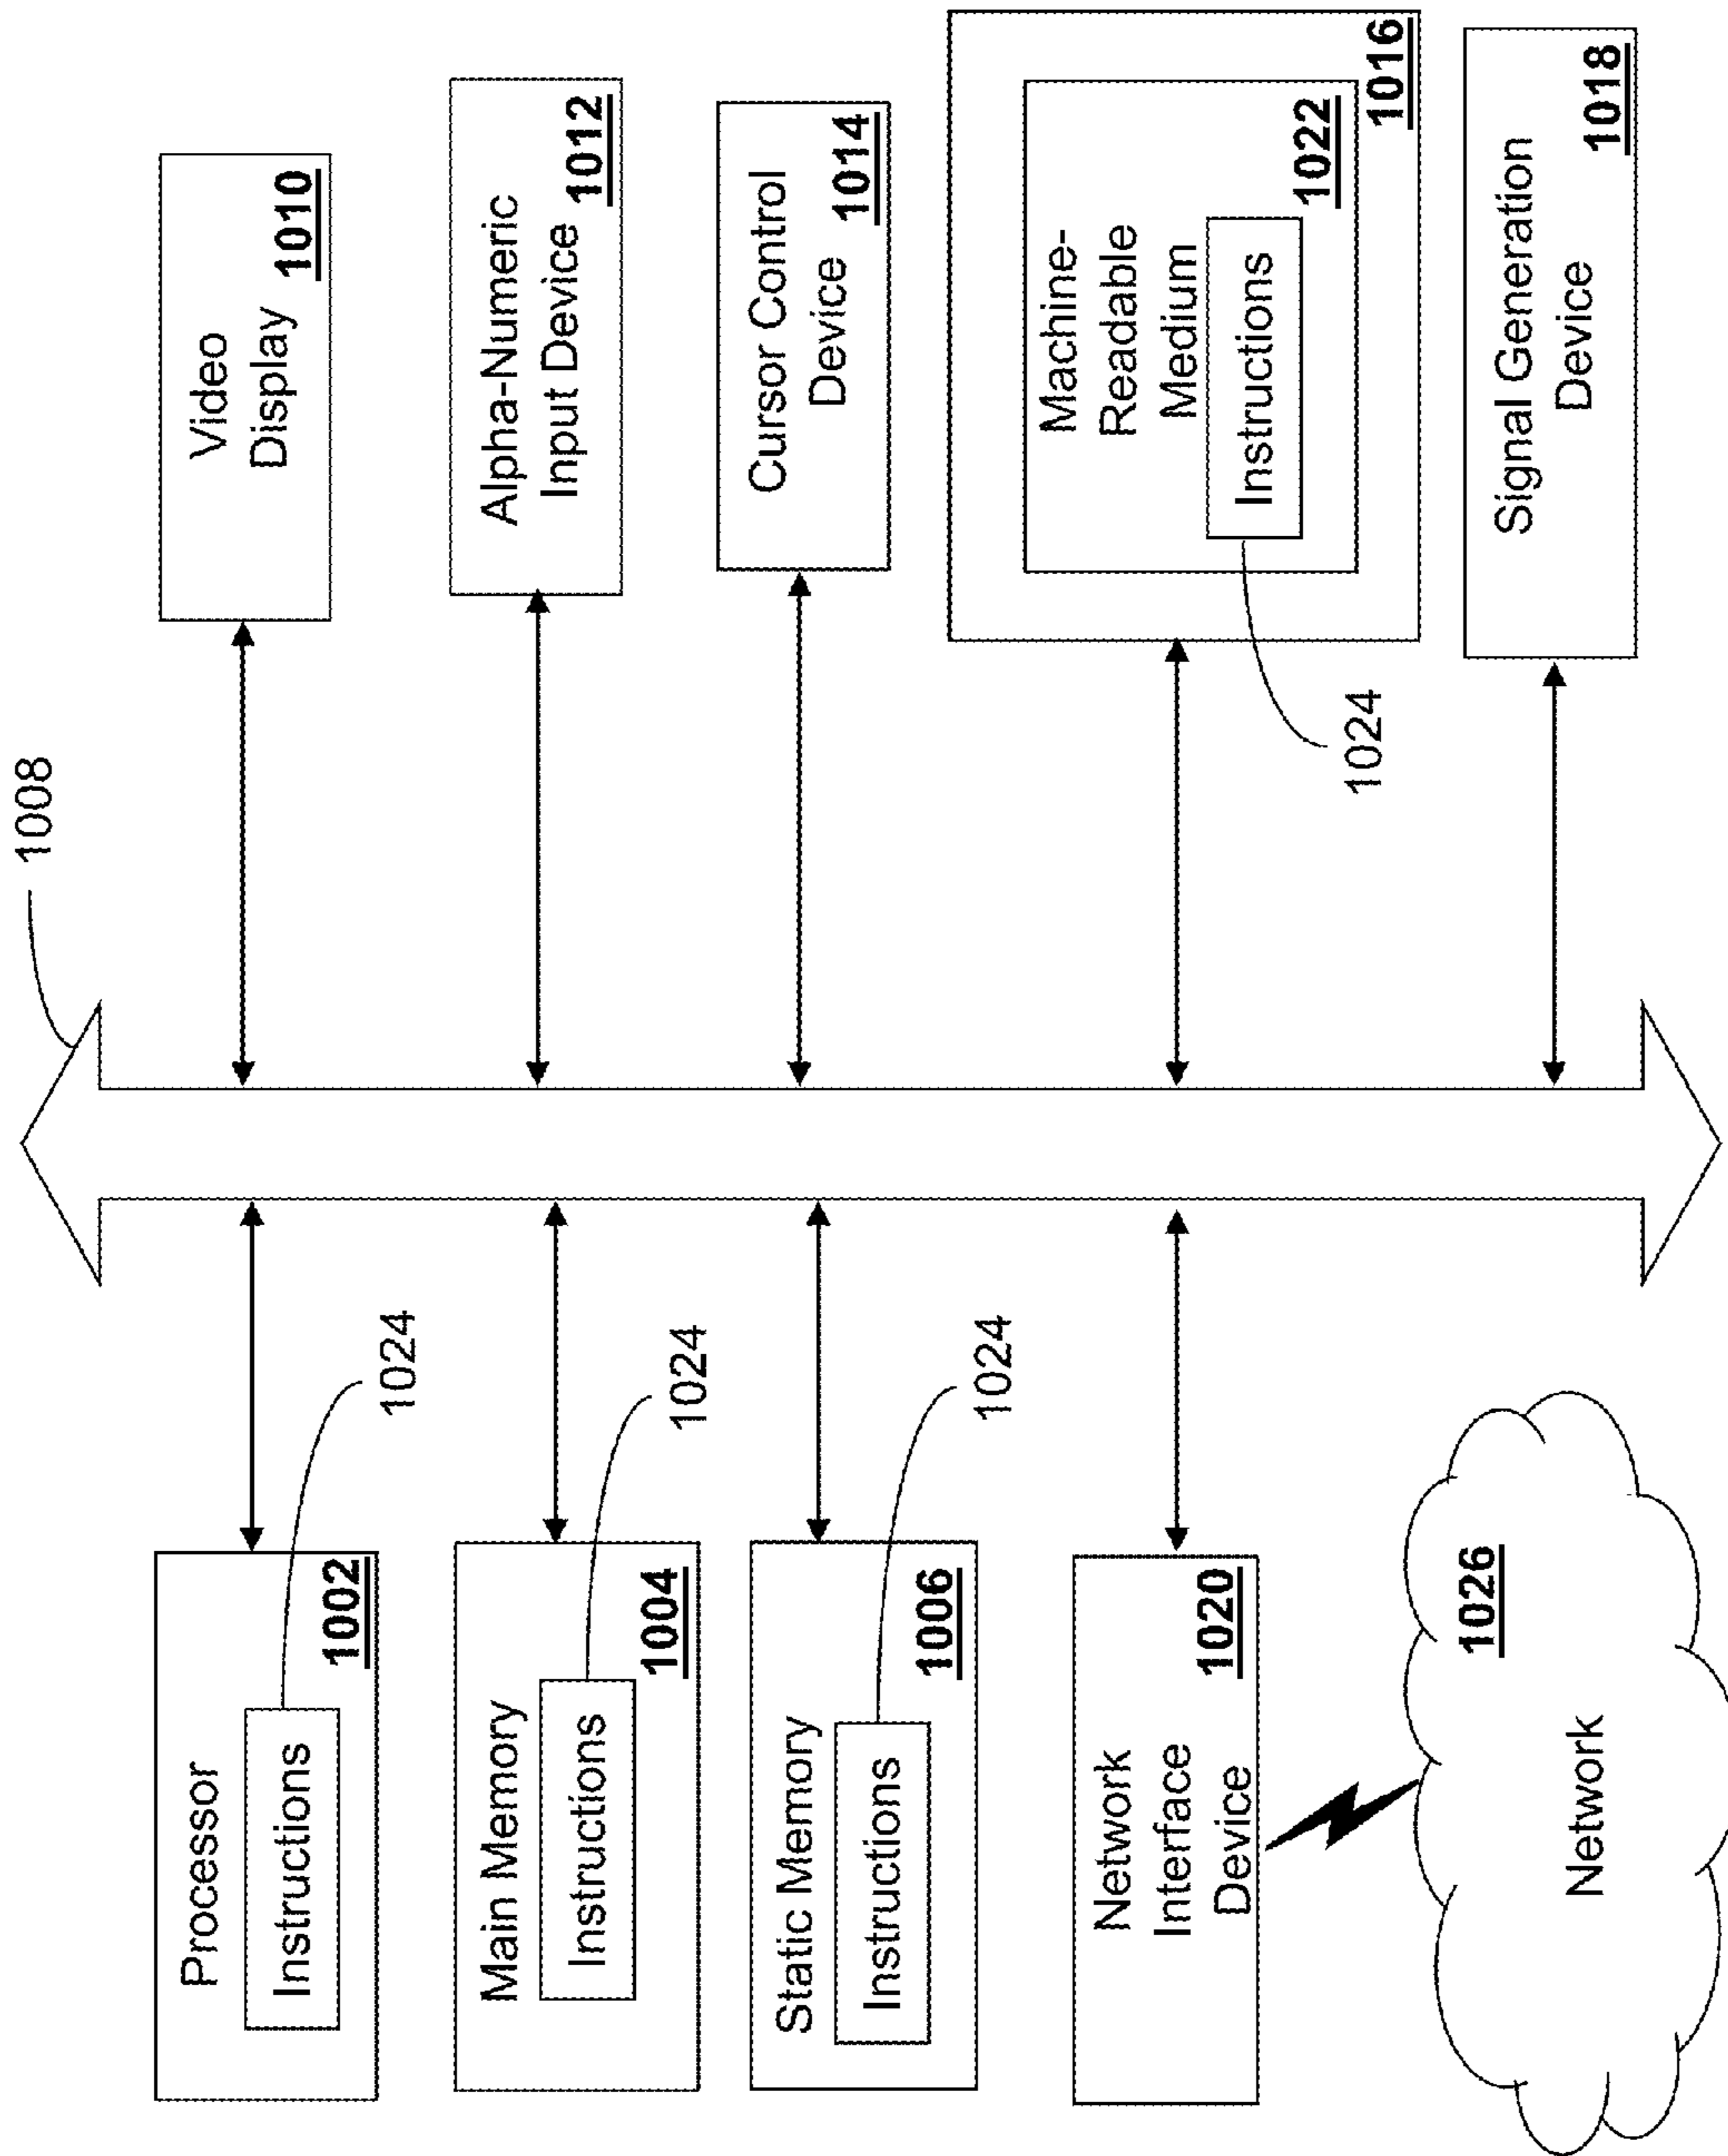 1008
Processor
Instructions
1002
1024
Main Memory
Instructions
1004
1024
Static Memory
Instructions
1006
1024
Network
Interface
Device
1020
1026
Network
Video
Display
1010
Alpha-Numeric
Input Device
1012
Cursor Control
Device
1014
Machine-
Readable
Medium
1022
Instructions
1016
1024
Signal Generation
Device
1018